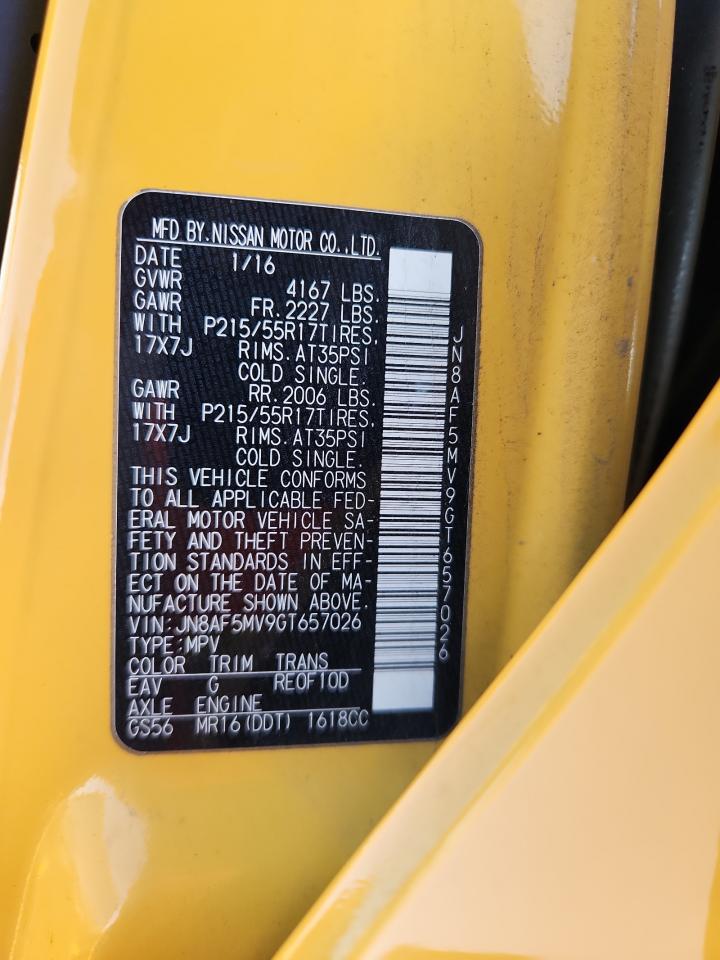 MFD BY.NISSAN MOTOR CO.,LTD.
DATE 1/16
GVWR 4167 LBS.
GAWR FR.2227 LBS.
WITH P215/55R17TIRES,
17X7J RIMS.AT35PSI
COLD SINGLE.
GAWR RR.2006 LBS.
WITH P215/55R17TIRES,
17X7J RIMS.AT35PSI
COLD SINGLE.
THIS VEHICLE CONFORMS
TO ALL APPLICABLE FED-
ERAL MOTOR VEHICLE SA-
FETY AND THEFT PREVEN-
TION STANDARDS IN EFF-
ECT ON THE DATE OF MA-
NUFACTURE SHOWN ABOVE.
VIN:JN8AF5MV9GT657026
TYPE:MPV
COLOR TRIM TRANS
EAV G RE0F10D
AXLE ENGINE
GS56 MR16(DDT) 1618CC
JN8AF5MV9GT657026